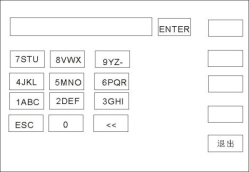 ENTER
7STU 8VWX 9YZ-
4JKL 5MNO 6PQR
1ABC 2DEF 3GHI
ESC 0 <<
退出